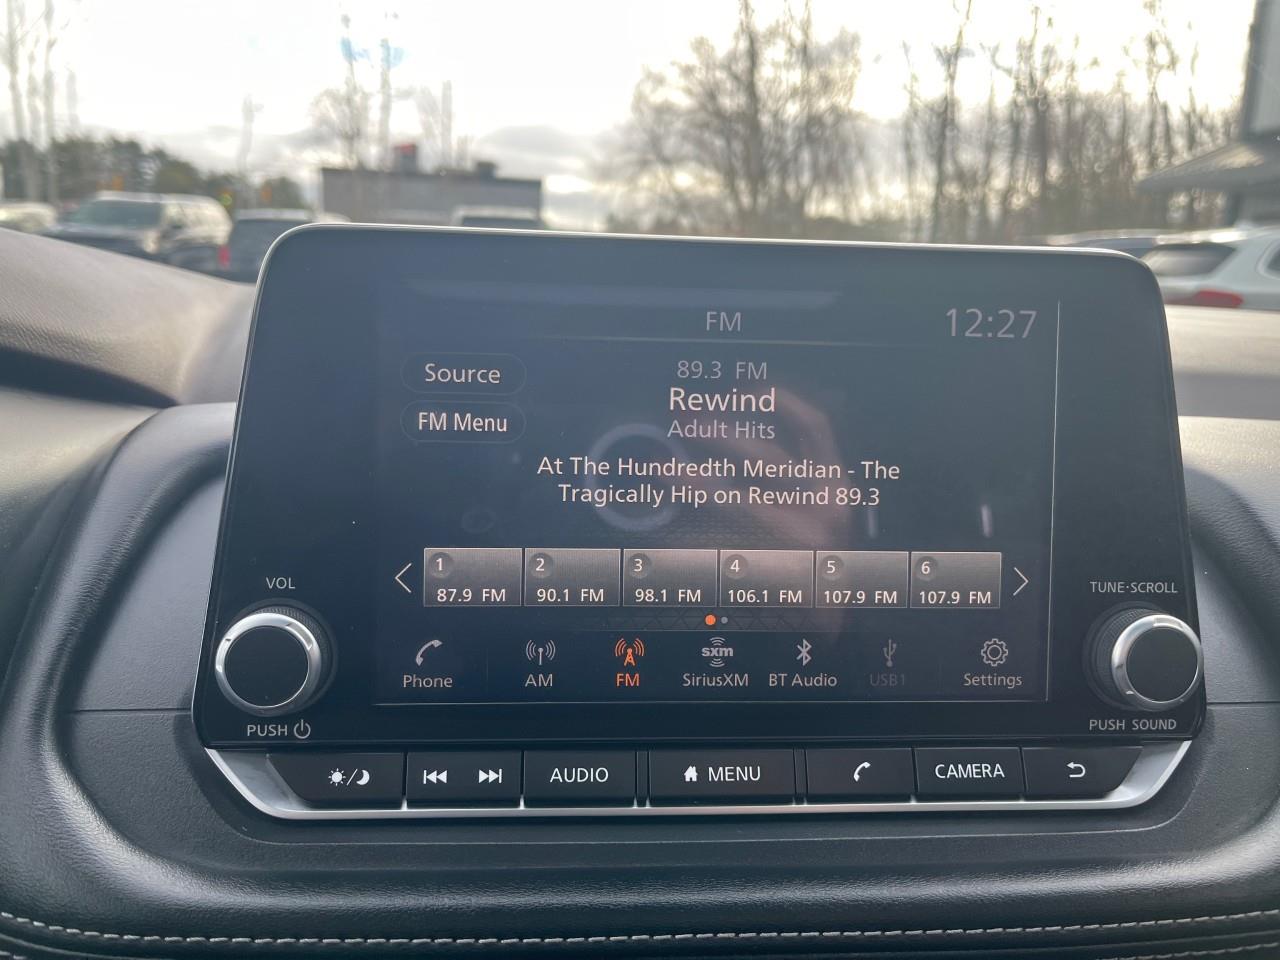 FM
12:27
Source
89.3 FM
Rewind
FM Menu
Adult Hits
At The Hundredth Meridian - The
Tragically Hip on Rewind 89.3
1
2
3
4
5
6
87.9 FM
90.1 FM
98.1 FM
106.1 FM
107.9 FM
107.9 FM
VOL
TUNE·SCROLL
Phone
AM
FM
sxm
SiriusXM
BT Audio
USB1
Settings
PUSH
PUSH SOUND
AUDIO
MENU
CAMERA